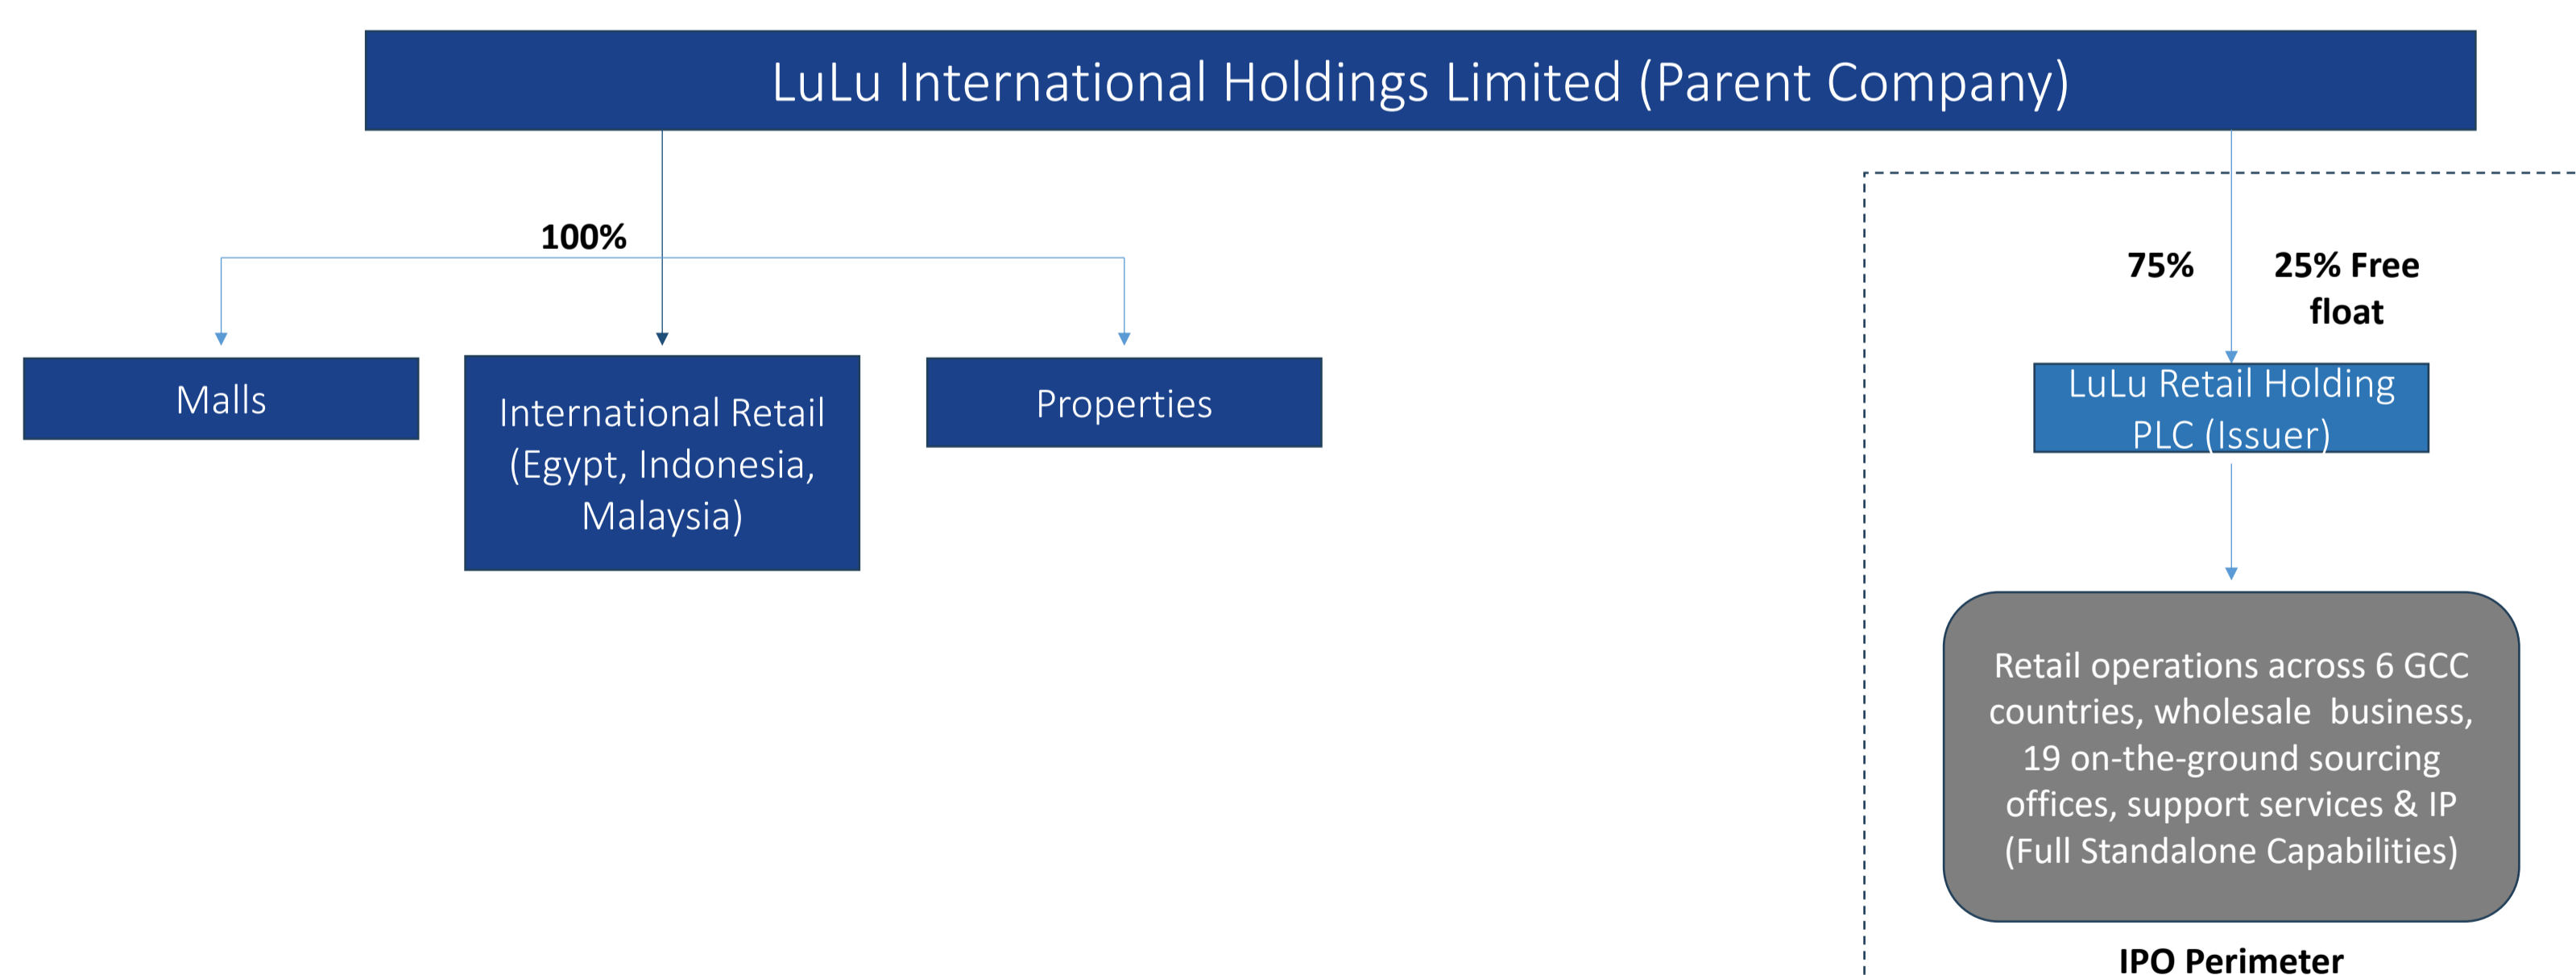 LuLu International Holdings Limited (Parent Company)
100%
75%
25% Free
float
Malls
International Retail
(Egypt, Indonesia,
Malaysia)
Properties
LuLu Retail Holding
PLC (Issuer)
Retail operations across 6 GCC
countries, wholesale  business,
19 on-the-ground sourcing
offices, support services & IP
(Full Standalone Capabilities)
IPO Perimeter